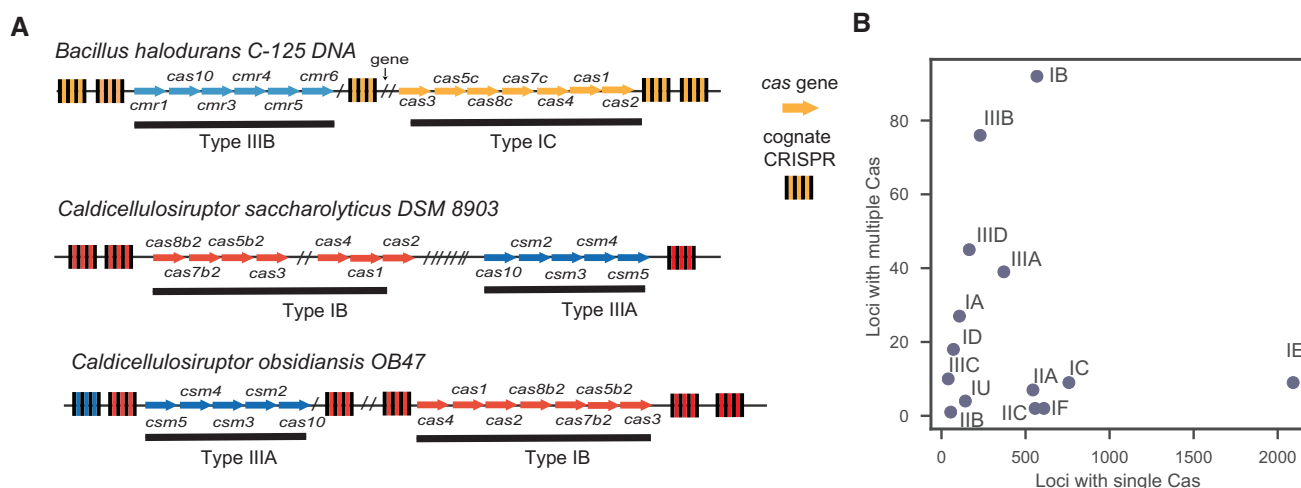 A
Bacillus halodurans C-125 DNA
gene
cas10 cmr4 cmr6
cas5c cas7c cas1
cmr1 cmr3 cmr5
cas3 cas8c cas4 cas2
Type IIIB
Type IC
cas gene
cognate
CRISPR
Caldicellulosiruptor saccharolyticus DSM 8903
cas8b2 cas5b2 cas4 cas2
csm2 csm4
cas7b2 cas3 cas1
cas10 csm3 csm5
Type IB
Type IIIA
Caldicellulosiruptor obsidiansis OB47
csm4 csm2
cas1 cas8b2 cas5b2
csm5 csm3 cas10
cas4 cas2 cas7b2 cas3
Type IIIA
Type IB
B
Loci with multiple Cas
80
60
40
20
0
IB
IIIB
IIID
IIIA
IA
ID
IIIC
IU
IIB
IIA
IC
IIC
IF
IE
0 500 1000 1500 2000
Loci with single Cas